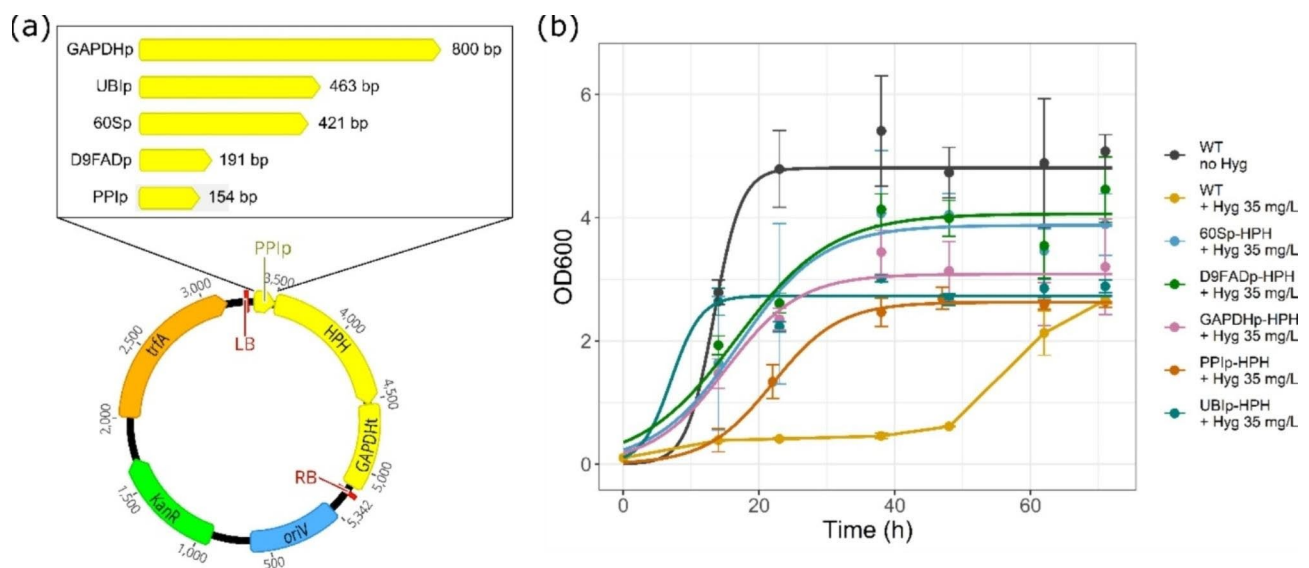 (a)
GAPDHp 800 bp
UBIp 463 bp
60Sp 421 bp
D9FADp 191 bp
PPIp 154 bp
PPIp
3,500
3,000
LB
HPH
4,000
trfA
2,500
4,500
2,000
GAPDHt
RB
5,000
5,342
KanR
1,500
oriV
1,000
500
(b)
OD600
6
4
2
0
0 20 40 60
Time (h)
WT
no Hyg
WT
+ Hyg 35 mg/L
60Sp-HPH
+ Hyg 35 mg/L
D9FADp-HPH
+ Hyg 35 mg/L
GAPDHp-HPH
+ Hyg 35 mg/L
PPIp-HPH
+ Hyg 35 mg/L
UBIp-HPH
+ Hyg 35 mg/L